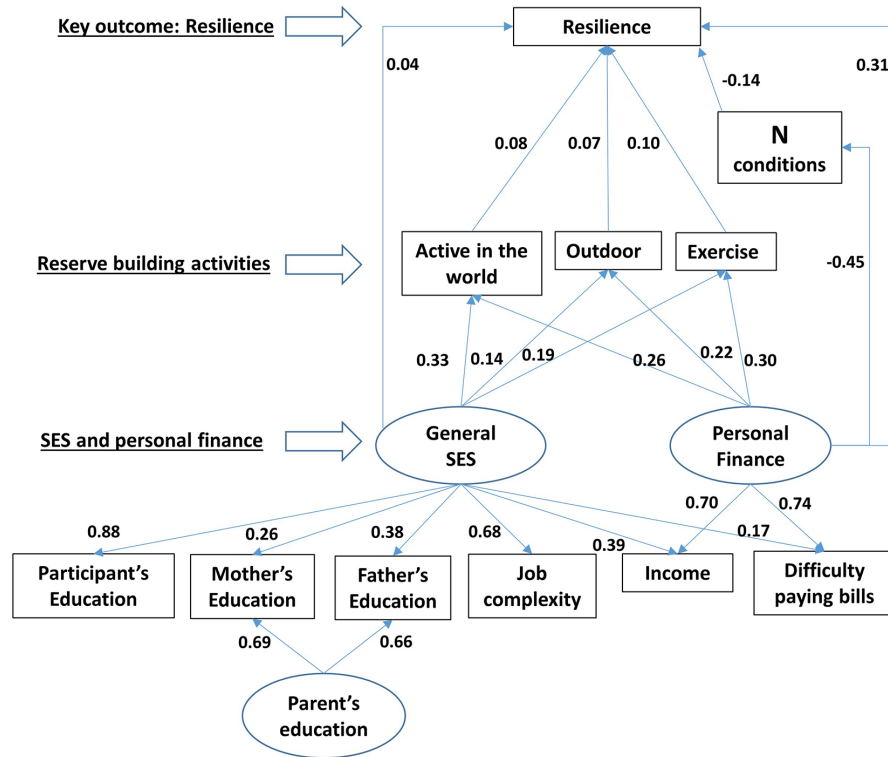 Key outcome: Resilience
Resilience
0.04
0.31
-0.14
N
conditions
0.08
0.07
0.10
Reserve building activities
Active in the
world
Outdoor
Exercise
-0.45
0.33
0.14
0.19
0.26
0.22
0.30
SES and personal finance
General
SES
Personal
Finance
0.88
0.26
0.38
0.68
0.39
0.70
0.74
0.17
Participant's
Education
Mother's
Education
Father's
Education
Job
complexity
Income
Difficulty
paying bills
0.69
0.66
Parent's
education